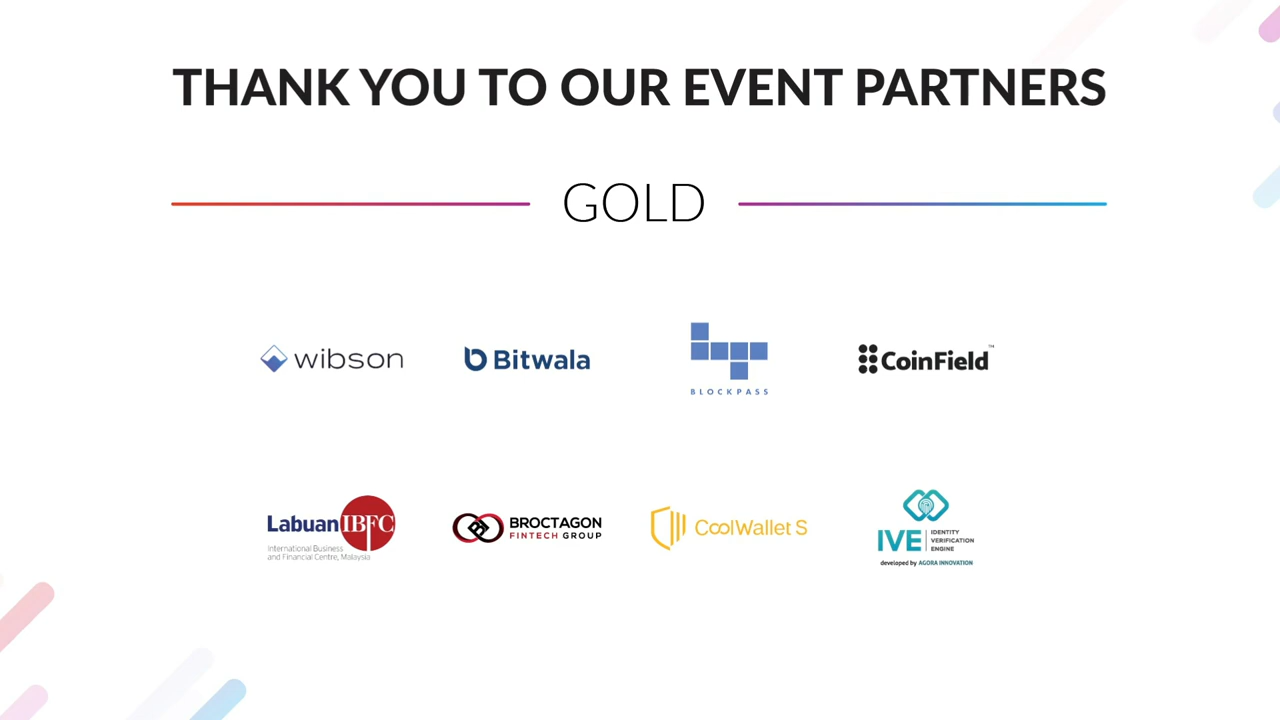 THANK YOU TO OUR EVENT PARTNERS
GOLD
wibson
Bitwala
BLOCKPASS
CoinField™
Labuan IBFC
International Business
and Financial Centre, Malaysia
BROCTAGON
FINTECH GROUP
CoolWallet S
IVE
IDENTITY
VERIFICATION
ENGINE
developed by AGORA INNOVATION